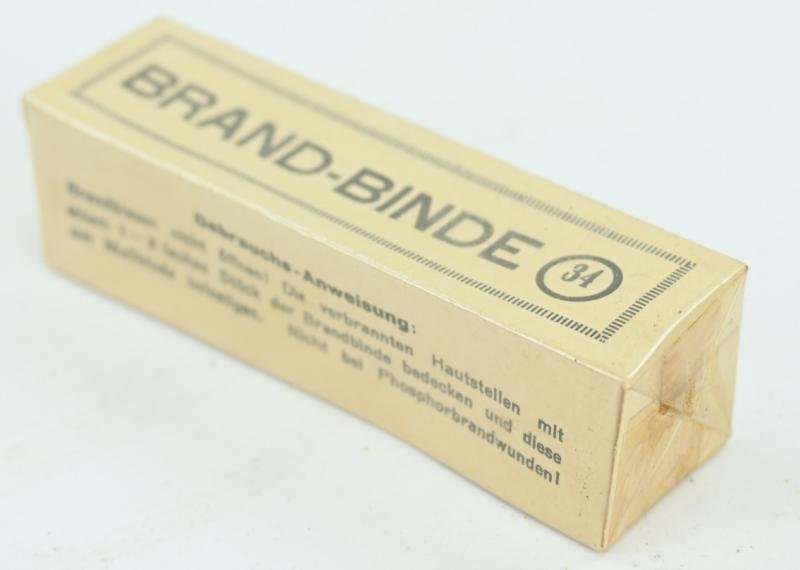 BRAND-BINDE 34
Gebrauchs-Anweisung:
Brandblasen nicht öffnen! Die verbrannten Hautstellen mit
einem 1–2 fachen Stück der Brandbinde bedecken und diese
mit Mullbinde befestigen. Nicht bei Phosphorbrandwunden!